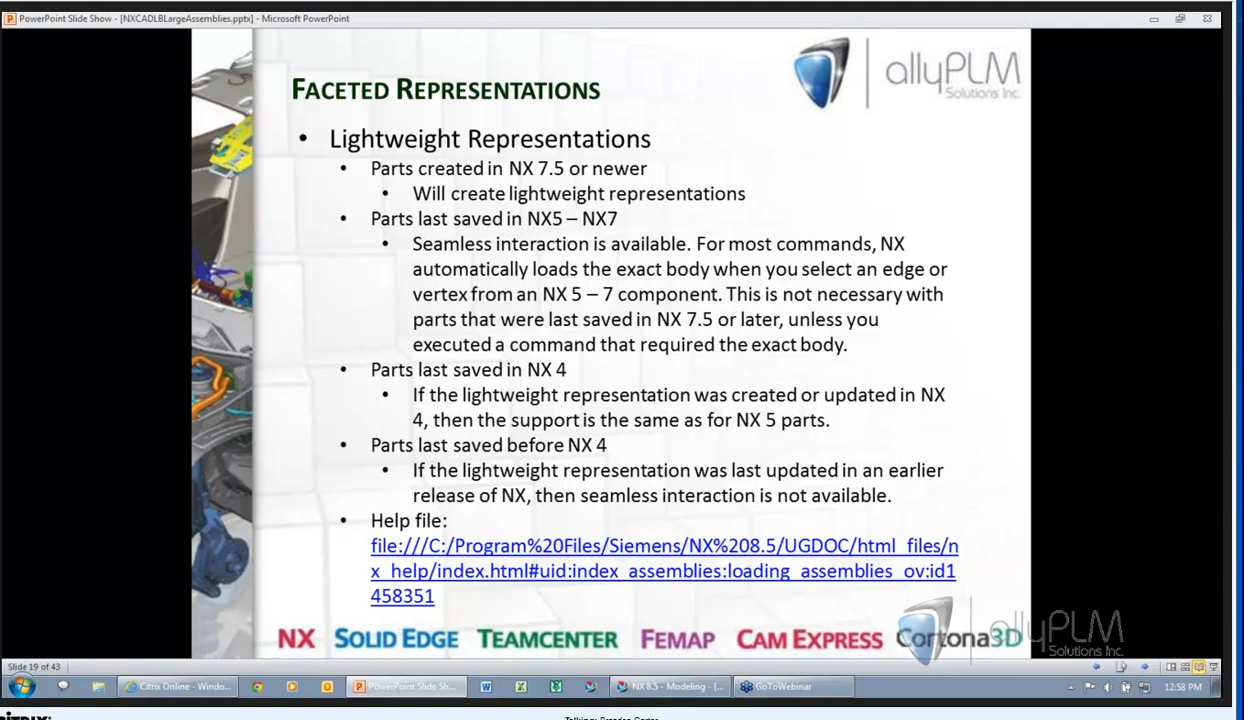 PowerPoint Slide Show - [NXCADLBLargeAssemblies.pptx] - Microsoft PowerPoint
allyPLM
Solutions Inc.
FACETED REPRESENTATIONS
• Lightweight Representations
• Parts created in NX 7.5 or newer
• Will create lightweight representations
• Parts last saved in NX5 – NX7
• Seamless interaction is available. For most commands, NX
automatically loads the exact body when you select an edge or
vertex from an NX 5 – 7 component. This is not necessary with
parts that were last saved in NX 7.5 or later, unless you
executed a command that required the exact body.
• Parts last saved in NX 4
• If the lightweight representation was created or updated in NX
4, then the support is the same as for NX 5 parts.
• Parts last saved before NX 4
• If the lightweight representation was last updated in an earlier
release of NX, then seamless interaction is not available.
• Help file:
file:///C:/Program%20Files/Siemens/NX%208.5/UGDOC/html_files/n
x_help/index.html#uid:index_assemblies:loading_assemblies_ov:id1
458351
NX SOLID EDGE TEAMCENTER FEMAP CAM EXPRESS Cortona3D
allyPLM
Solutions Inc.
Slide 19 of 43
Citrix Online - Windo... PowerPoint Slide Sh... NX 8.5 - Modeling - [... GoToWebinar 12:58 PM